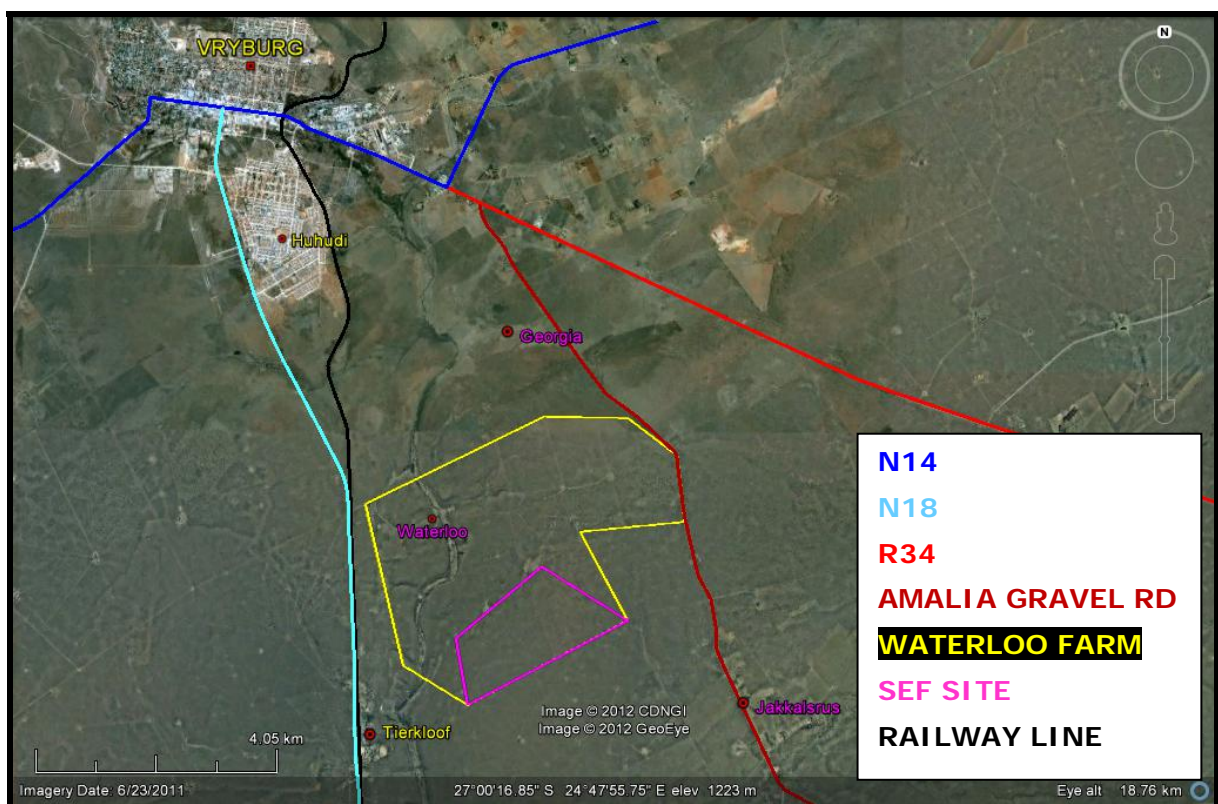 N
VRYBURG
Huhudi
Georgia
Waterloo
Tierkloof
Jakkalsrus
N14
N18
R34
AMALIA GRAVEL RD
WATERLOO FARM
SEF SITE
RAILWAY LINE
Image © 2012 CDNGI
Image © 2012 GeoEye
4.05 km
Imagery Date: 6/23/2011
27°00'16.85" S 24°47'55.75" E elev 1223 m
Eye alt 18.76 km